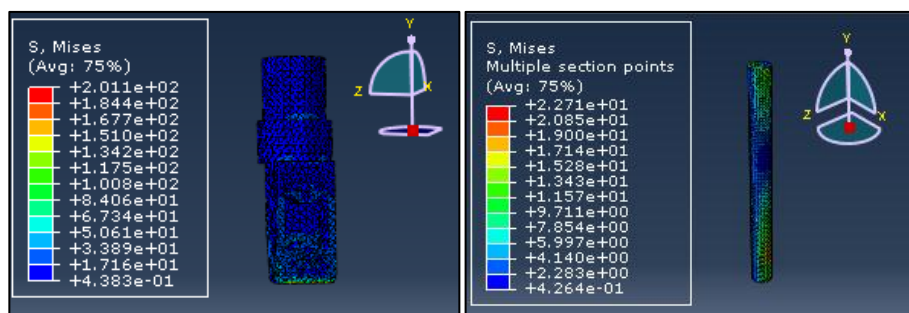 S, Mises
(Avg: 75%)
+2.011e+02
+1.844e+02
+1.677e+02
+1.510e+02
+1.342e+02
+1.175e+02
+1.008e+02
+8.406e+01
+6.734e+01
+5.061e+01
+3.389e+01
+1.716e+01
+4.383e-01
Y
Z
X
S, Mises
Multiple section points
(Avg: 75%)
+2.271e+01
+2.085e+01
+1.900e+01
+1.714e+01
+1.528e+01
+1.343e+01
+1.157e+01
+9.711e+00
+7.854e+00
+5.997e+00
+4.140e+00
+2.283e+00
+4.264e-01
Y
Z
X